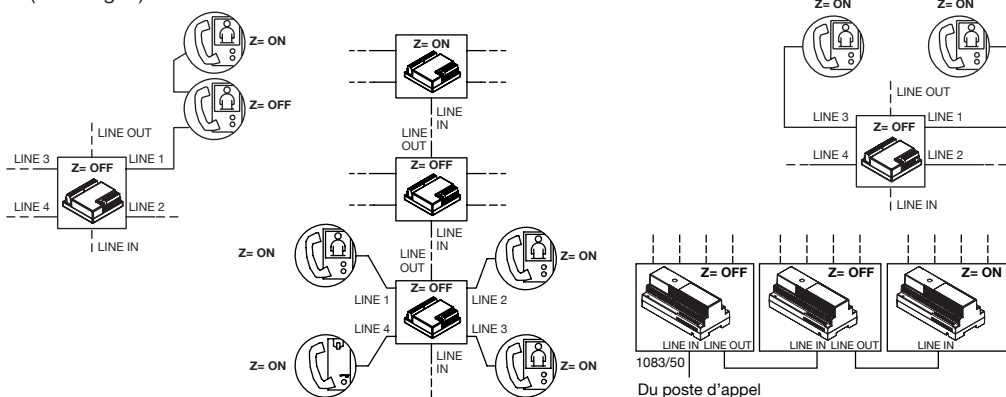 Z= ON
Z= OFF
LINE OUT
LINE 3
LINE 1
Z= OFF
LINE 4
LINE 2
LINE IN
Z= ON
LINE
IN
LINE
OUT
Z= OFF
LINE
IN
LINE
OUT
Z= ON
Z= ON
Z= OFF
LINE 1
LINE 2
LINE 4
LINE 3
LINE
IN
Z= ON
Z= ON
Z= ON
Z= ON
LINE OUT
LINE 3
LINE 1
Z= OFF
LINE 4
LINE 2
LINE IN
Z= OFF
Z= OFF
Z= ON
LINE IN LINE OUT
LINE IN LINE OUT
LINE IN
1083/50
Du poste d'appel